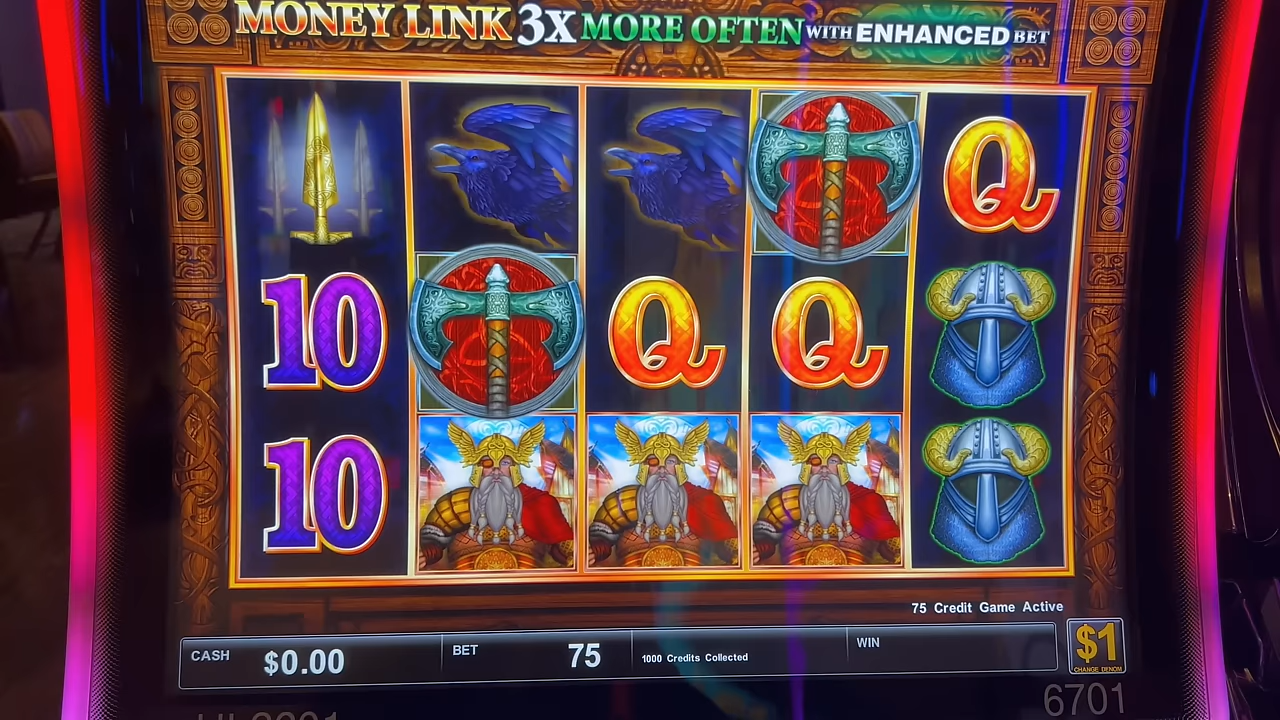 MONEY LINK 3X MORE OFTEN WITH ENHANCED BET
Q
10 Q Q
10
75 Credit Game Active
CASH $0.00 BET 75 1000 Credits Collected WIN $1
CHANGE DENOM
6701